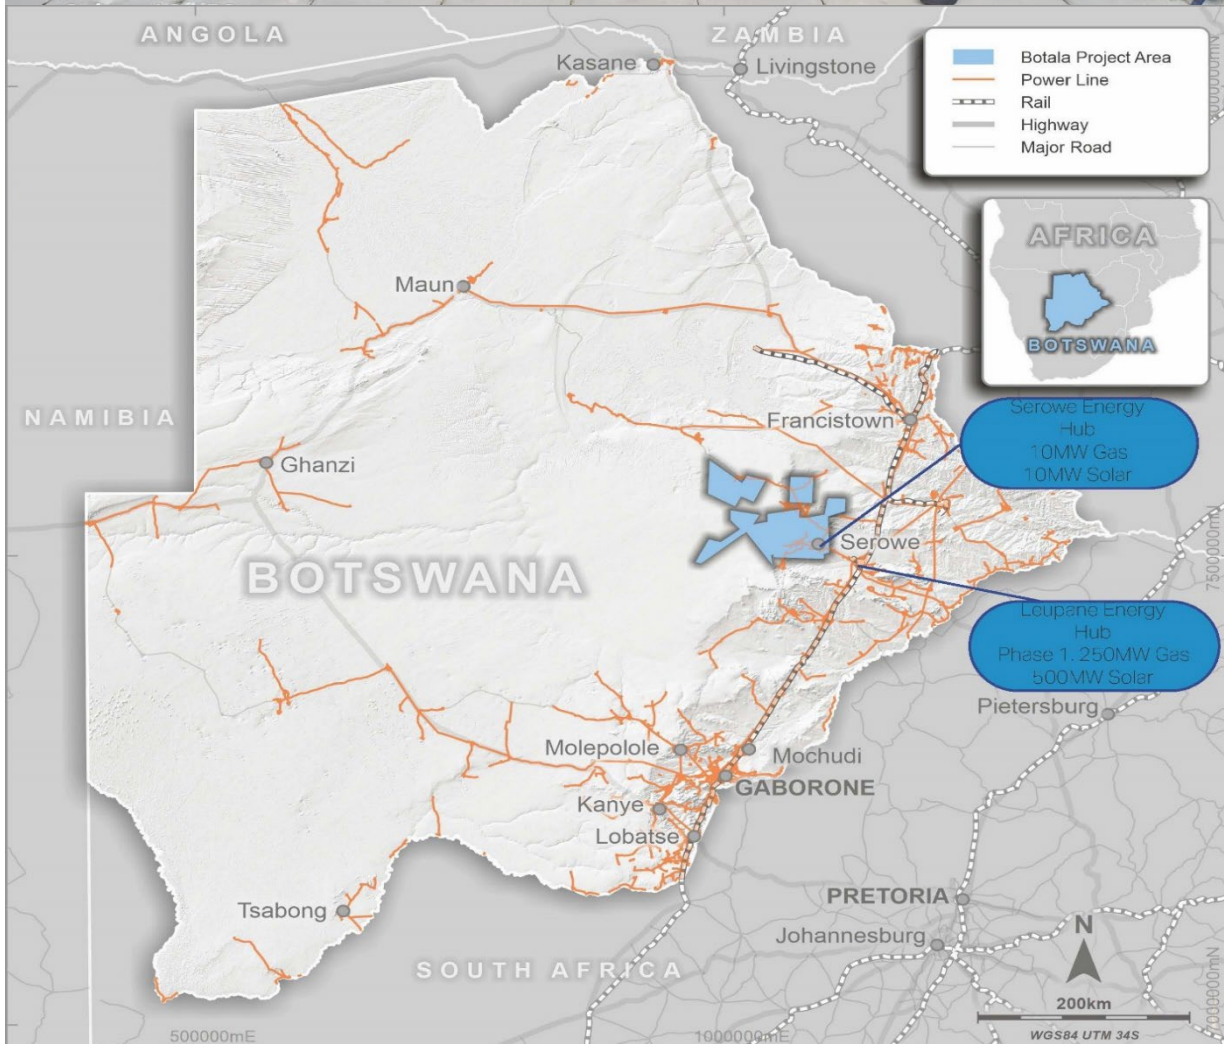 ANGOLA
ZAMBIA
Kasane
Livingstone
Botala Project Area
Power Line
Rail
Highway
Major Road
AFRICA
BOTSWANA
Maun
NAMIBIA
Ghanzi
Francistown
Serowe Energy
Hub
10MW Gas
10MW Solar
Serowe
BOTSWANA
7500000mN
Leupane Energy
Hub
Phase 1. 250MW Gas
500MW Solar
Pietersburg
Molepolole
Mochudi
GABORONE
Kanye
Lobatse
PRETORIA
Tsabong
Johannesburg
N
SOUTH AFRICA
200km
500000mE
1000000mE
WGS84 UTM 34S
7000000mN